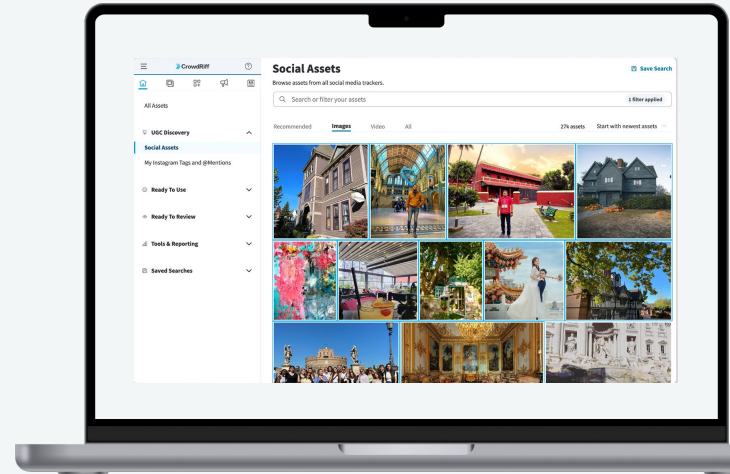 CrowdRiff
All Assets
UGC Discovery
Social Assets
My Instagram Tags and @Mentions
Ready To Use
Ready To Review
Tools & Reporting
Saved Searches
Social Assets
Save Search
Browse assets from all social media trackers.
Search or filter your assets
1 filter applied
Recommended
Images
Video
All
27k assets
Start with newest assets